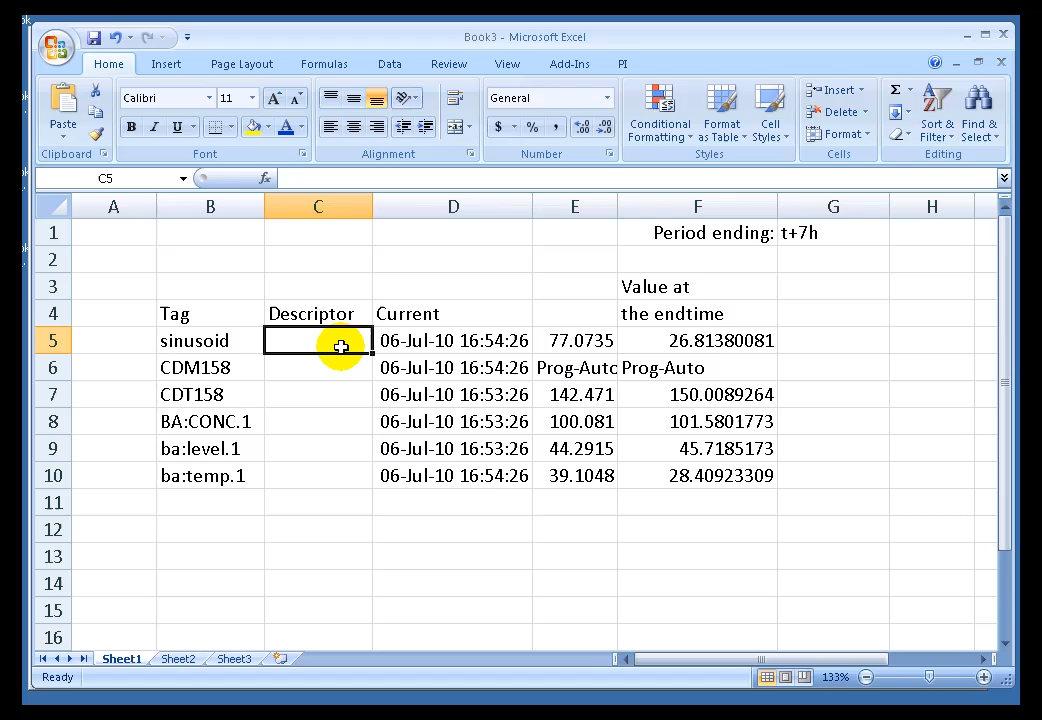 Book3 - Microsoft Excel
Home Insert Page Layout Formulas Data Review View Add-Ins PI
Paste
Clipboard
Calibri 11
B I U
Font
Alignment
General
$ % ,
Number
Conditional Formatting
Format as Table
Cell Styles
Styles
Insert
Delete
Format
Cells
Σ
Sort & Filter
Find & Select
Editing
C5 fx
A B C D E F G H
1 Period ending: t+7h
2
3 Value at
4 Tag Descriptor Current the endtime
5 sinusoid 06-Jul-10 16:54:26 77.0735 26.81380081
6 CDM158 06-Jul-10 16:54:26 Prog-Auto Prog-Auto
7 CDT158 06-Jul-10 16:53:26 142.471 150.0089264
8 BA:CONC.1 06-Jul-10 16:53:26 100.081 101.5801773
9 ba:level.1 06-Jul-10 16:53:26 44.2915 45.7185173
10 ba:temp.1 06-Jul-10 16:54:26 39.1048 28.40923309
11
12
13
14
15
16
Sheet1 Sheet2 Sheet3
Ready 133%